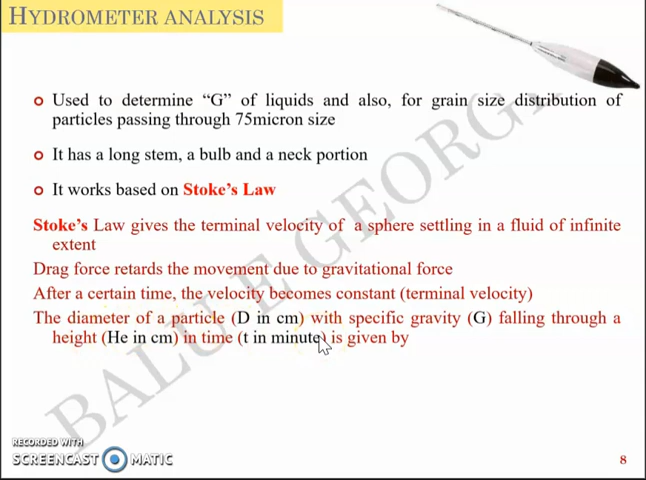 HYDROMETER ANALYSIS
Used to determine “G” of liquids and also, for grain size distribution of
particles passing through 75micron size
It has a long stem, a bulb and a neck portion
It works based on Stoke’s Law
Stoke’s Law gives the terminal velocity of a sphere settling in a fluid of infinite
extent
Drag force retards the movement due to gravitational force
After a certain time, the velocity becomes constant (terminal velocity)
The diameter of a particle (D in cm) with specific gravity (G) falling through a
height (He in cm) in time (t in minute) is given by
BALU E GEORGE
RECORDED WITH
SCREENCAST MATIC
8